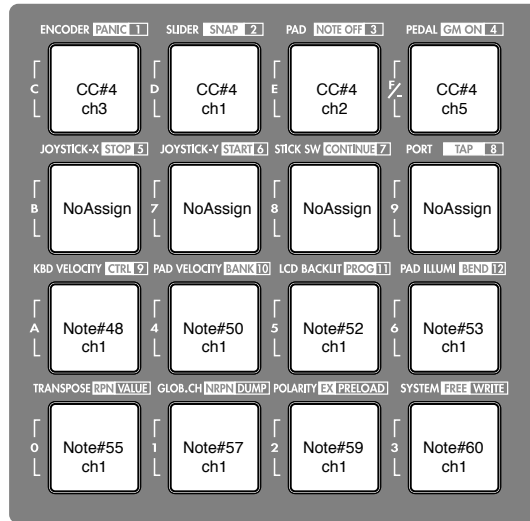 ENCODER PANIC 1 SLIDER SNAP 2 PAD NOTE OFF 3 PEDAL GM ON 4
C CC#4 D CC#4 E CC#4 F/- CC#4
ch3 ch1 ch2 ch5
JOYSTICK-X STOP 5 JOYSTICK-Y START 6 STICK SW CONTINUE 7 PORT TAP 8
B NoAssign 7 NoAssign 8 NoAssign 9 NoAssign
KBD VELOCITY CTRL 9 PAD VELOCITY BANK 10 LCD BACKLIT PROG 11 PAD ILLUMI BEND 12
A Note#48 4 Note#50 5 Note#52 6 Note#53
ch1 ch1 ch1 ch1
TRANSPOSE RPN VALUE GLOB.CH NRPN DUMP POLARITY EX PRELOAD SYSTEM FREE WRITE
0 Note#55 1 Note#57 2 Note#59 3 Note#60
ch1 ch1 ch1 ch1